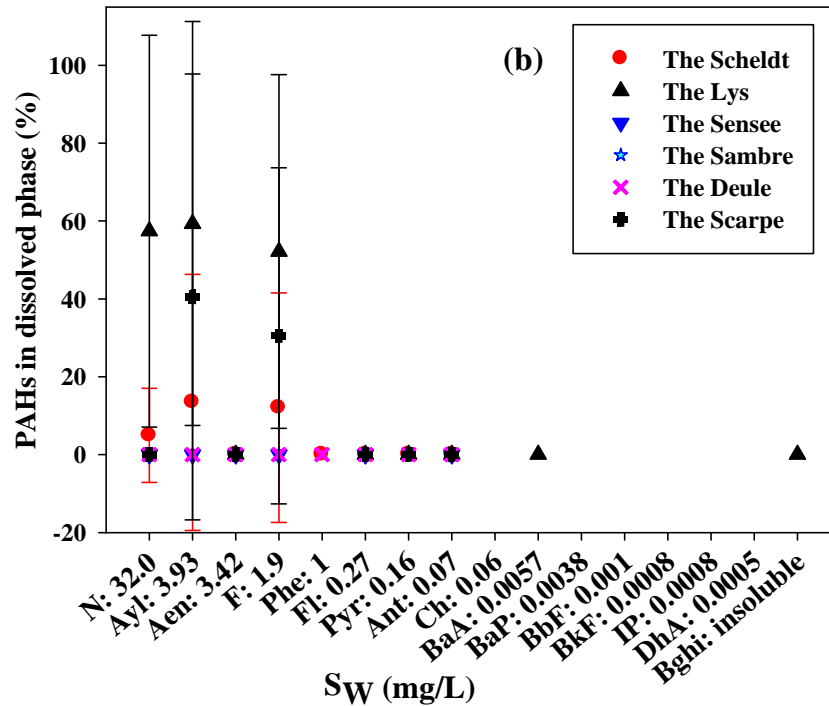 (b)
The Scheldt
The Lys
The Sensee
The Sambre
The Deule
The Scarpe
PAHs in dissolved phase (%)
100
80
60
40
20
0
-20
N: 32.0
Ayl: 3.93
Aen: 3.42
F: 1.9
Phe: 1
Fl: 0.27
Pyr: 0.16
Ant: 0.07
Ch: 0.06
BaA: 0.0057
BaP: 0.0038
BbF: 0.001
BkF: 0.0008
IP: 0.0008
DhA: 0.0005
Bghi: insoluble
SW (mg/L)